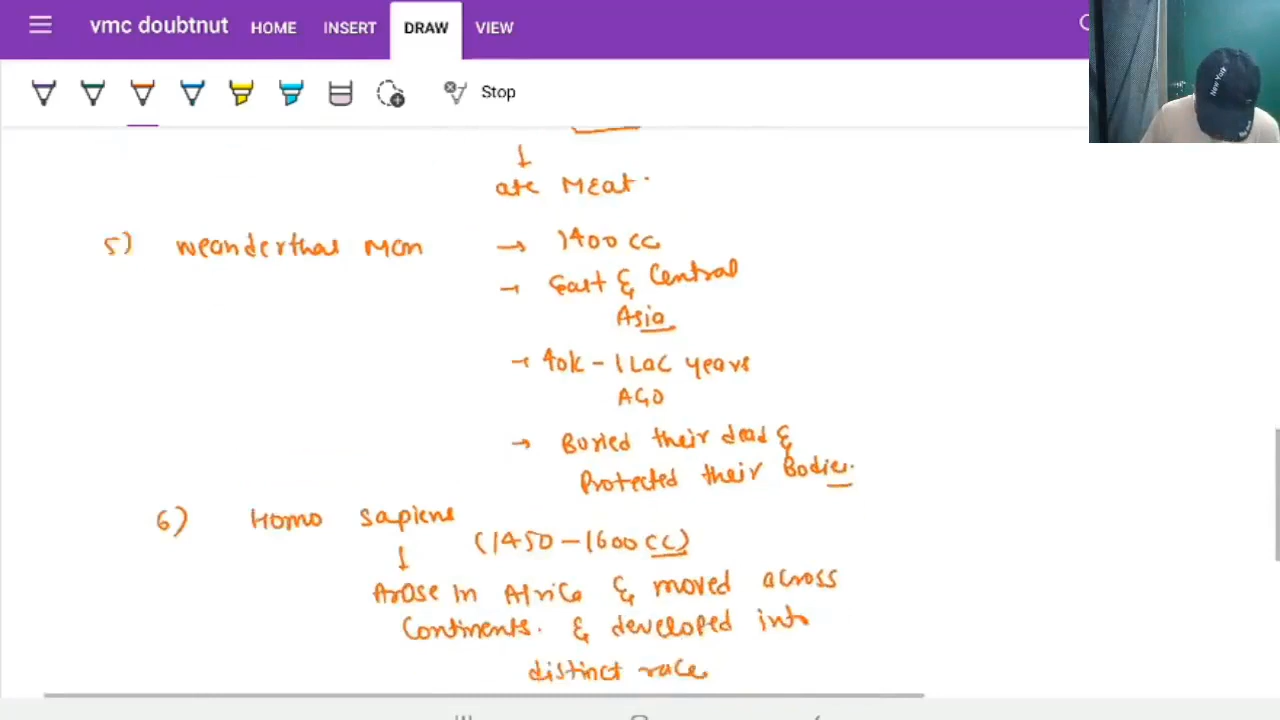 vmc doubtnut HOME INSERT DRAW VIEW
Stop
ate Meat.
5) Neanderthal Man → 1400 cc
→ East & Central
Asia
→ 40k - 1 Lac years
AGO
→ Buried their dead &
Protected their Bodies.
6) Homo sapiens
(1450-1600 cc)
Arose in Africa & moved across
Continents. & developed into
distinct race